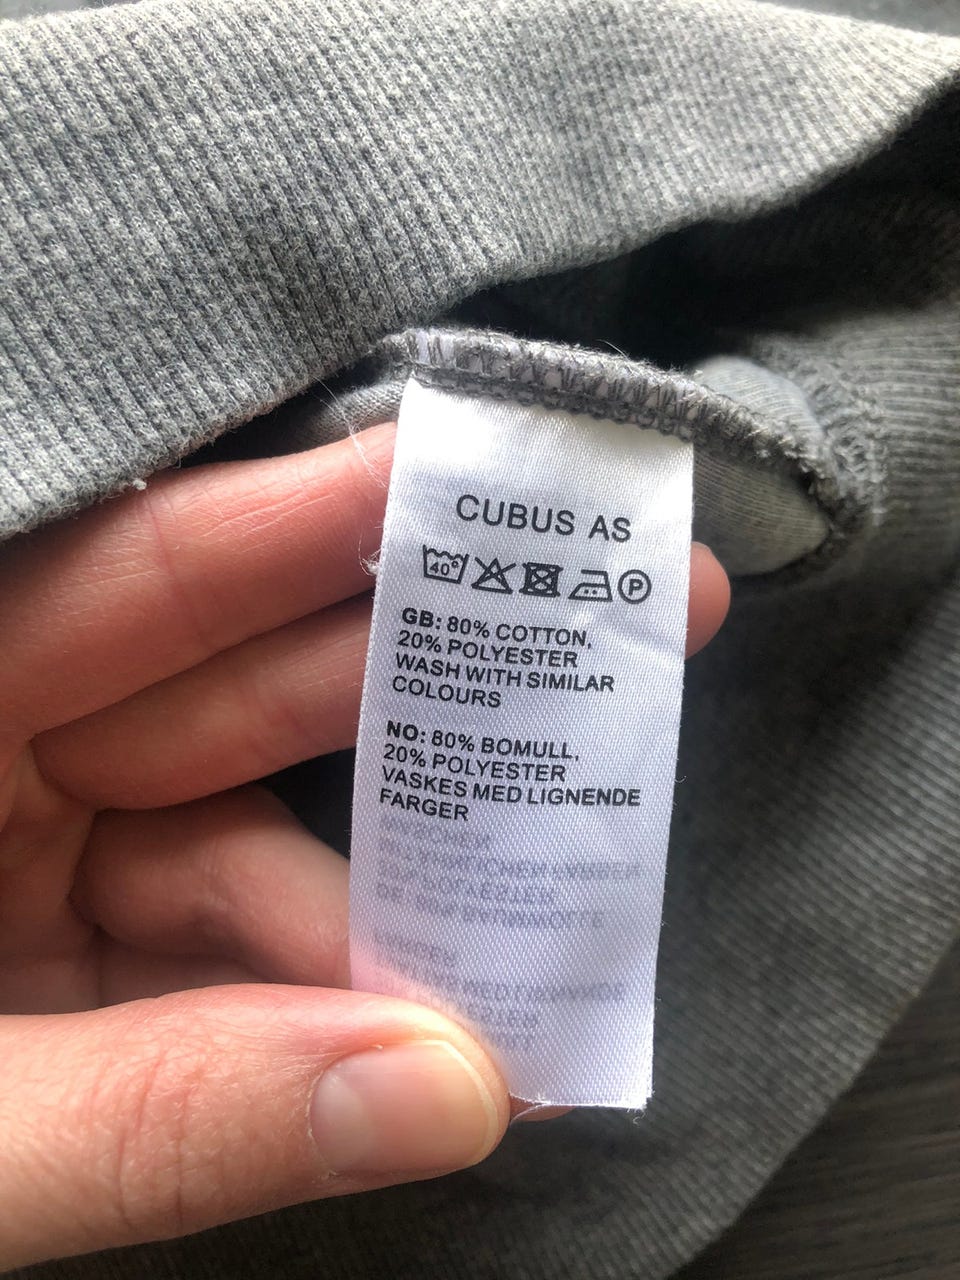 CUBUS AS
40° P
GB: 80% COTTON,
20% POLYESTER
WASH WITH SIMILAR
COLOURS
NO: 80% BOMULL,
20% POLYESTER
VASKES MED LIGNENDE
FARGER